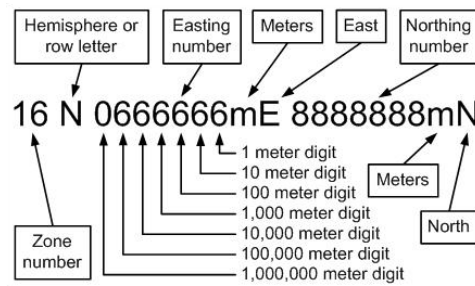 Hemisphere or
row letter
Easting
number
Meters
East
Northing
number
16 N 0666666mE 8888888mN
1 meter digit
10 meter digit
100 meter digit
1,000 meter digit
10,000 meter digit
100,000 meter digit
1,000,000 meter digit
Meters
North
Zone
number